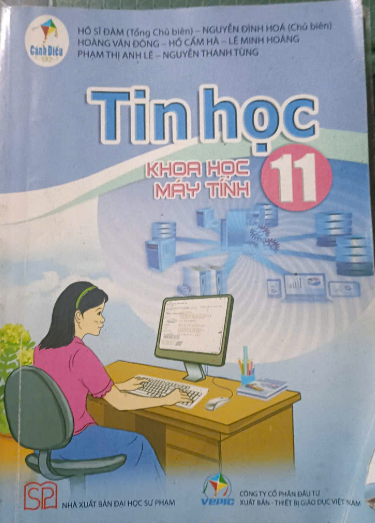 Cánh Diều
HỒ SĨ ĐÀM (Tổng Chủ biên) – NGUYỄN ĐÌNH HOÁ (Chủ biên)
HOÀNG VÂN ĐÔNG – HỒ CẨM HÀ – LÊ MINH HOÀNG
PHẠM THỊ ANH LÊ – NGUYỄN THANH TÙNG
Tin học
KHOA HỌC
MÁY TÍNH
11
SP
NHÀ XUẤT BẢN ĐẠI HỌC SƯ PHẠM
VEPIC
CÔNG TY CỔ PHẦN ĐẦU TƯ
XUẤT BẢN - THIẾT BỊ GIÁO DỤC VIỆT NAM